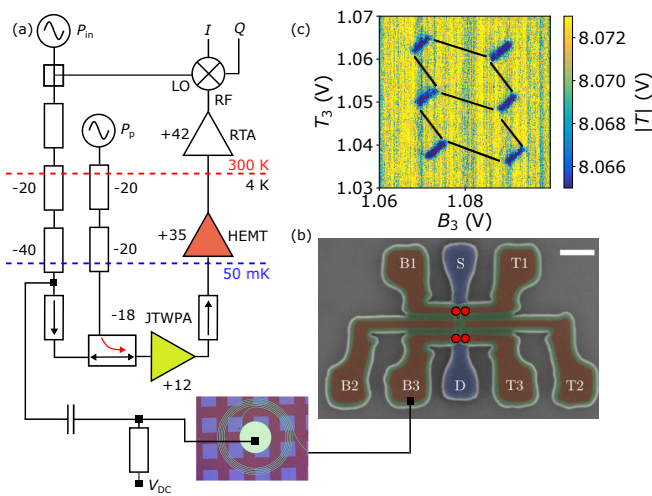 (a)
P_in
I
Q
LO
RF
+42
RTA
P_p
300 K
4 K
-20
-20
-40
-20
+35
HEMT
50 mK
-18
JTWPA
+12
V_DC
(c)
T_3 (V)
1.07
1.06
1.05
1.04
1.03
1.06
1.08
1.10
B_3 (V)
8.072
8.070
8.068
8.066
|T| (V)
(b)
B1
S
T1
B2
B3
D
T3
T2